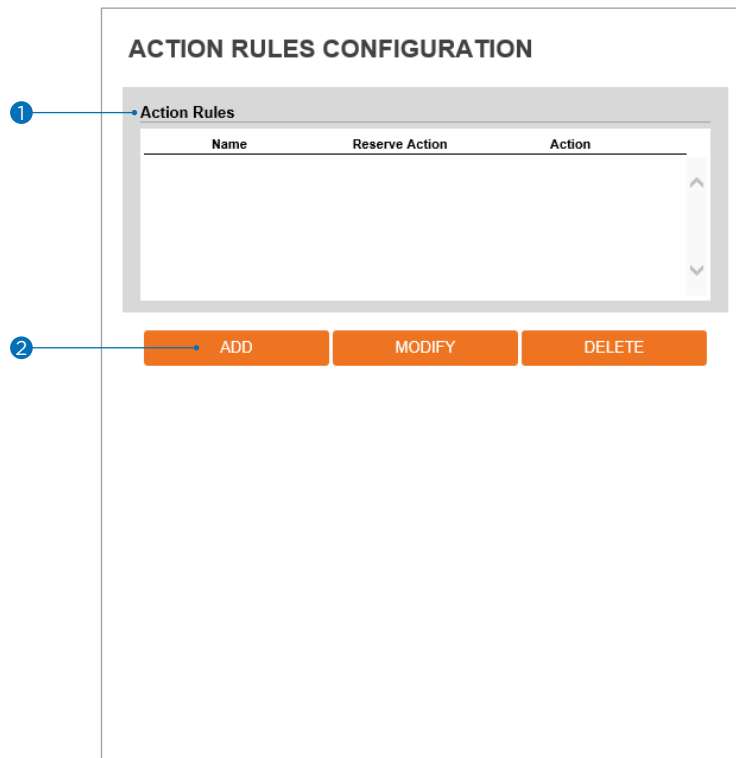 ACTION RULES CONFIGURATION
1 Action Rules
Name Reserve Action Action
2 ADD MODIFY DELETE